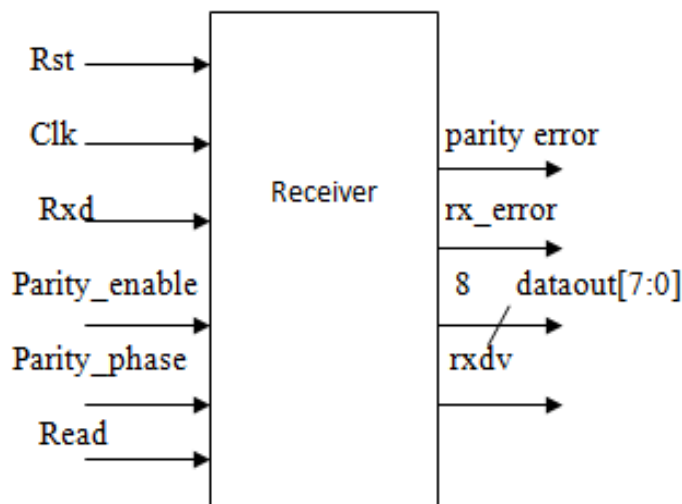 Rst
Clk
Rxd
Parity_enable
Parity_phase
Read
Receiver
parity error
rx_error
8 dataout[7:0]
rxdv